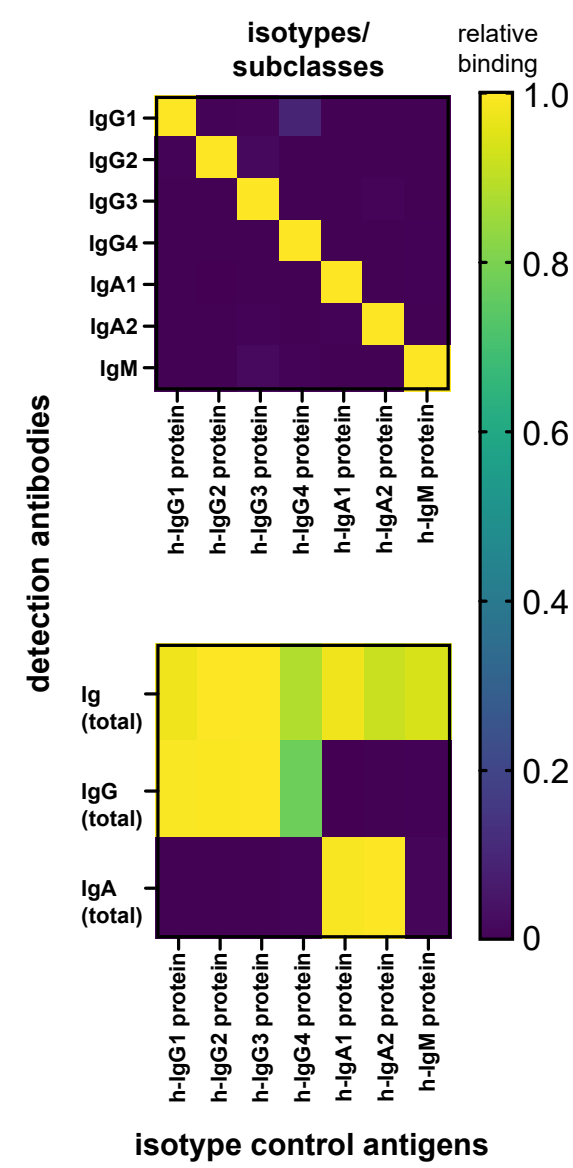 isotypes/
subclasses
relative
binding
IgG1
IgG2
IgG3
IgG4
IgA1
IgA2
IgM
h-IgG1 protein
h-IgG2 protein
h-IgG3 protein
h-IgG4 protein
h-IgA1 protein
h-IgA2 protein
h-IgM protein
1.0
0.8
0.6
0.4
0.2
0
detection antibodies
Ig
(total)
IgG
(total)
IgA
(total)
h-IgG1 protein
h-IgG2 protein
h-IgG3 protein
h-IgG4 protein
h-IgA1 protein
h-IgA2 protein
h-IgM protein
isotype control antigens